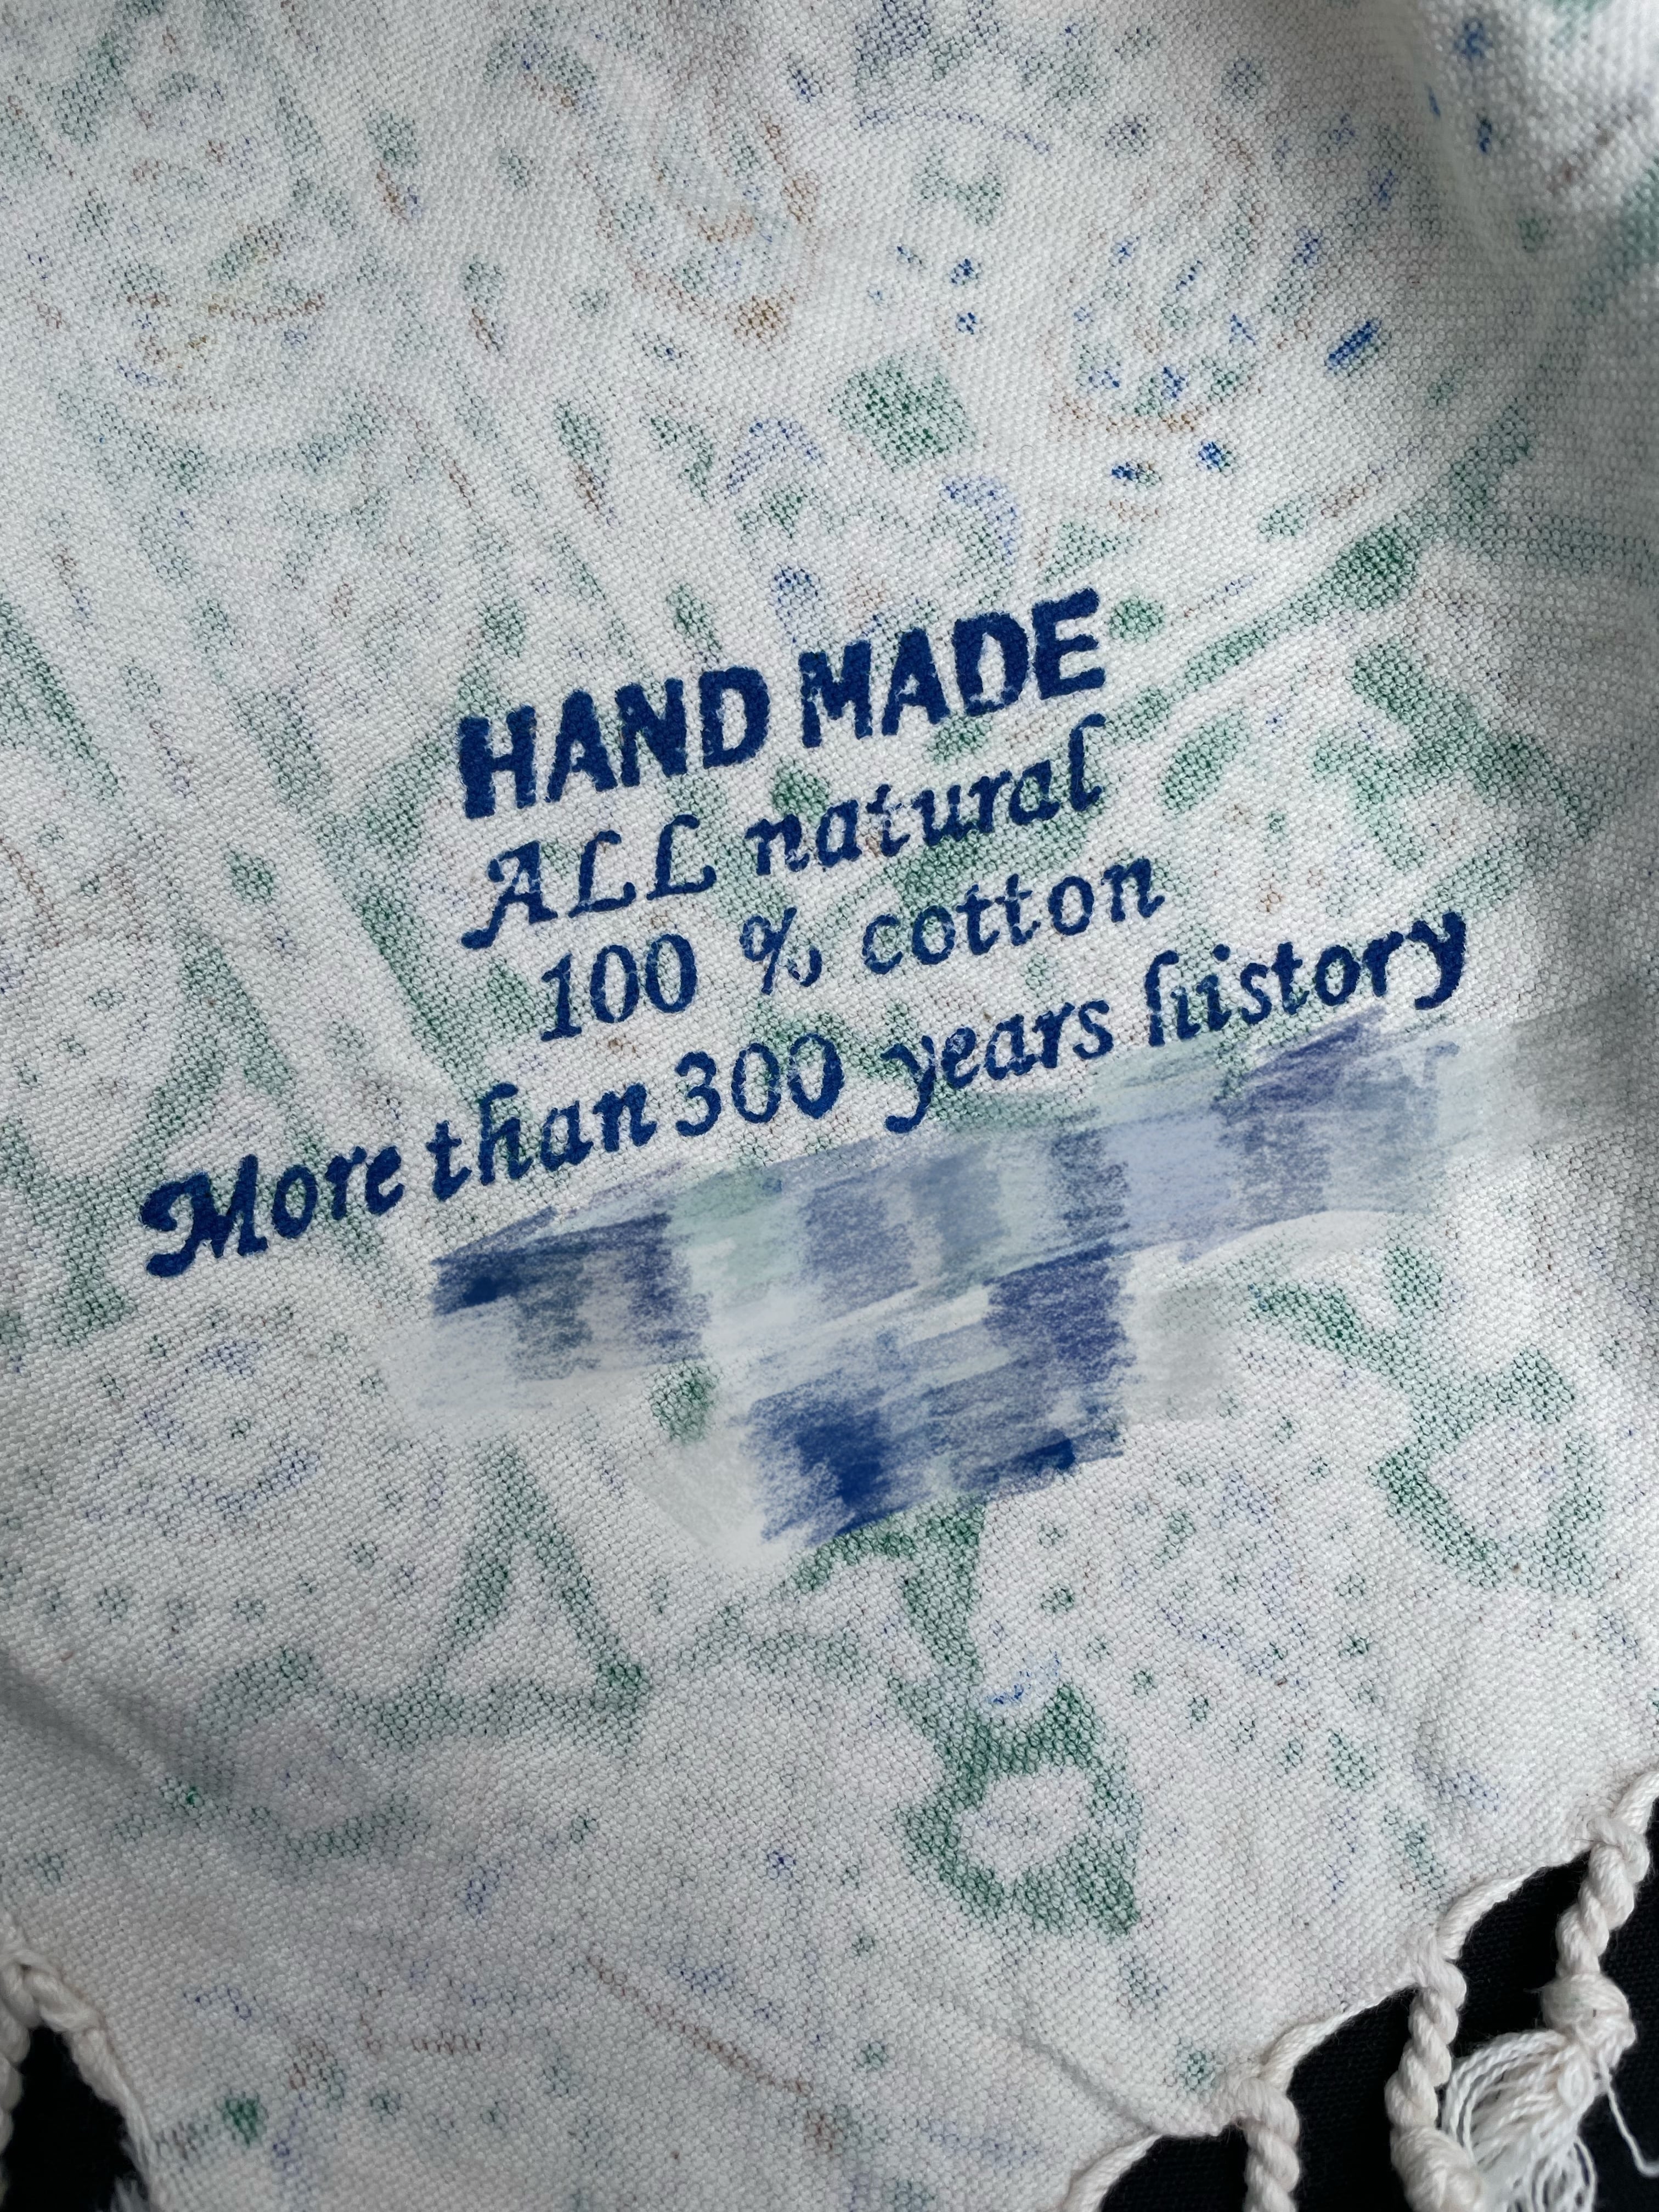 HAND MADE
ALL natural
100 % cotton
More than 300 years history